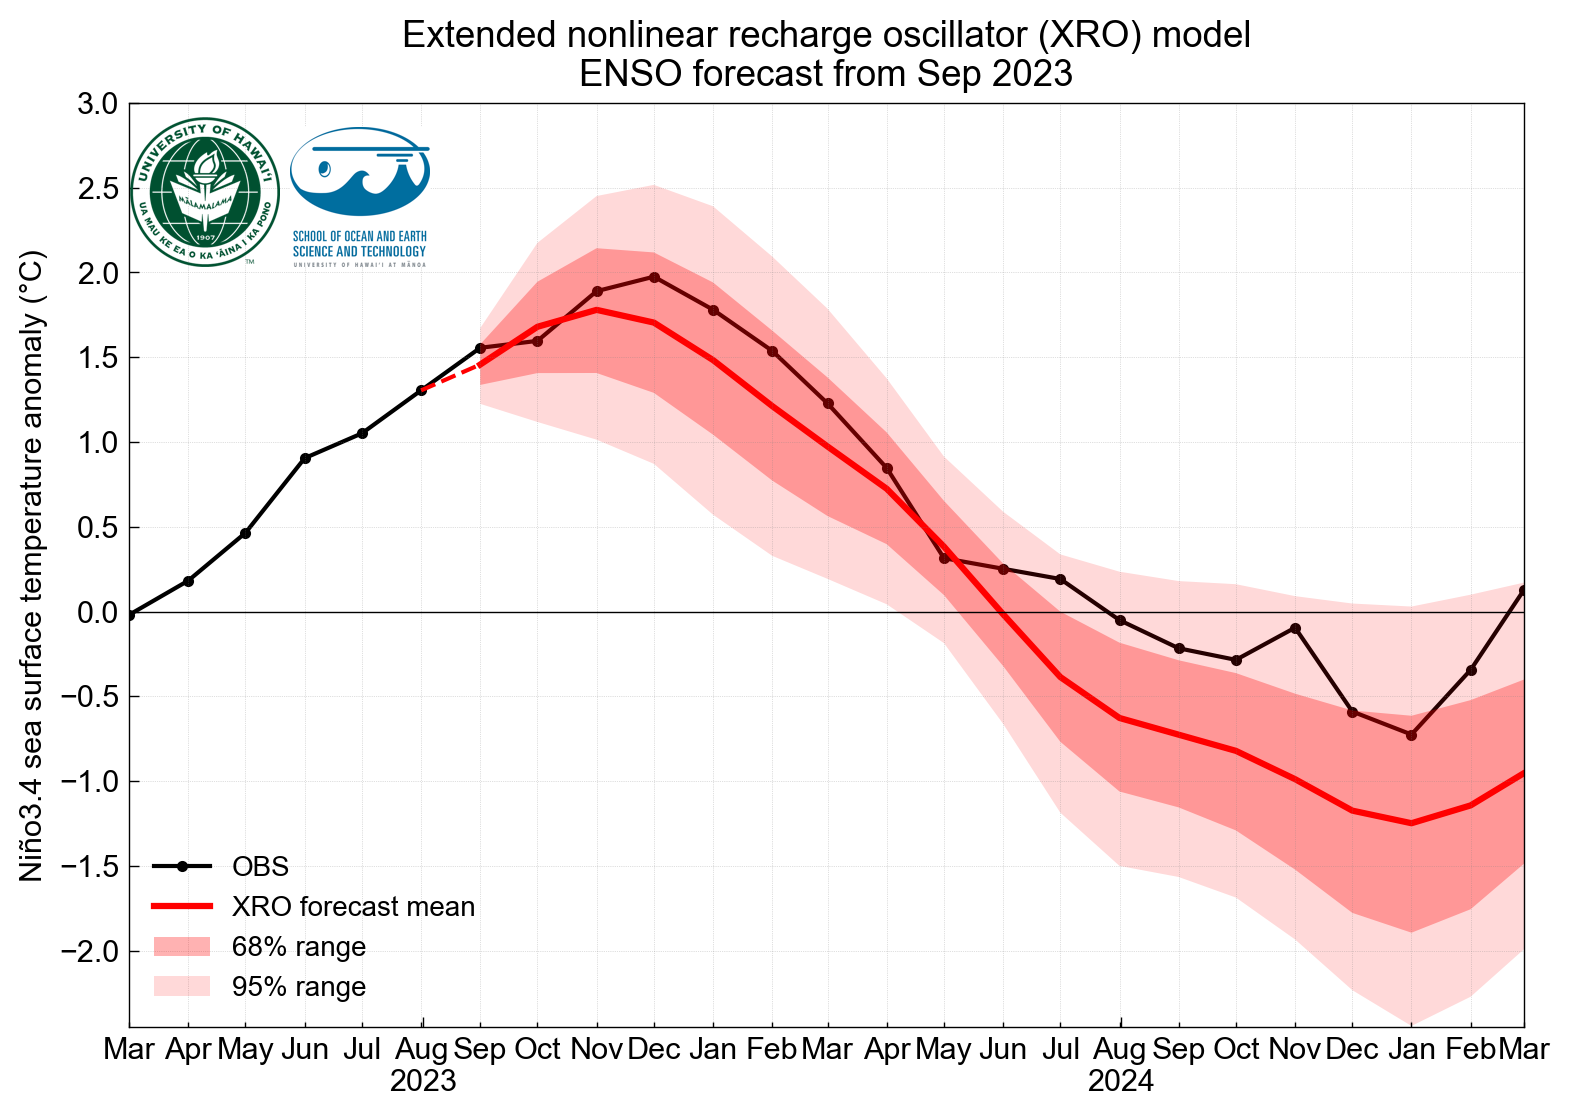 Extended nonlinear recharge oscillator (XRO) model
ENSO forecast from Sep 2023
3.0
2.5
2.0
1.5
1.0
0.5
0.0
−0.5
−1.0
−1.5
−2.0
Niño3.4 sea surface temperature anomaly (°C)
UNIVERSITY OF HAWAI‘I
MĀLAMALAMA
1907
UA MAU KE EA O KA ‘ĀINA I KA PONO
TM
SCHOOL OF OCEAN AND EARTH
SCIENCE AND TECHNOLOGY
UNIVERSITY OF HAWAI‘I AT MĀNOA
OBS
XRO forecast mean
68% range
95% range
Mar Apr May Jun Jul Aug Sep Oct Nov Dec Jan Feb Mar Apr May Jun Jul Aug Sep Oct Nov Dec Jan Feb Mar
2023 2024